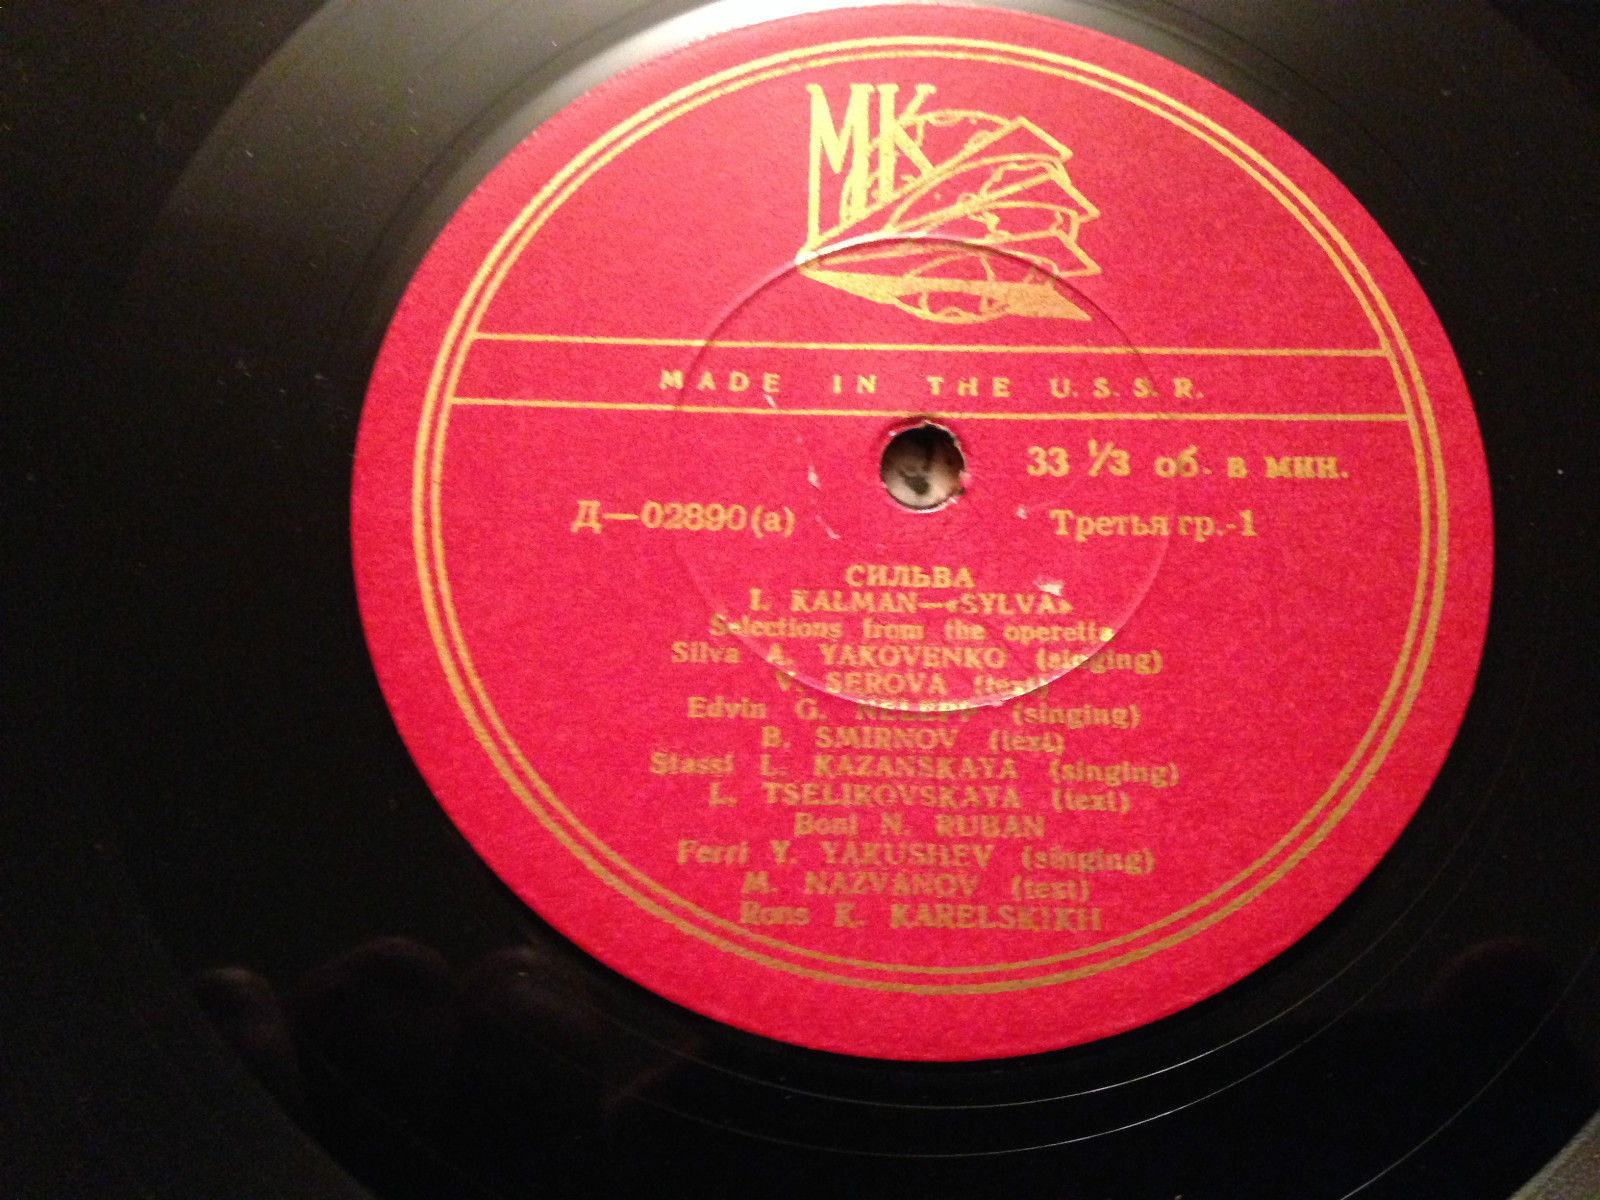 МК
MADE IN THE U.S.S.R.
33 1/3 об. в мин.
Д—02890(а) Третья гр.-1
СИЛЬВА
I. KALMAN—«SYLVA»
Selections from the operetta
Silva A. YAKOVENKO (singing)
V. SEROVA (text)
Edvin G. NELEPP (singing)
B. SMIRNOV (text)
Stassi L. KAZANSKAYA (singing)
L. TSELIKOVSKAYA (text)
Boni N. RUBAN
Ferri Y. YAKUSHEV (singing)
M. NAZVANOV (text)
Rons K. KARELSKIKH